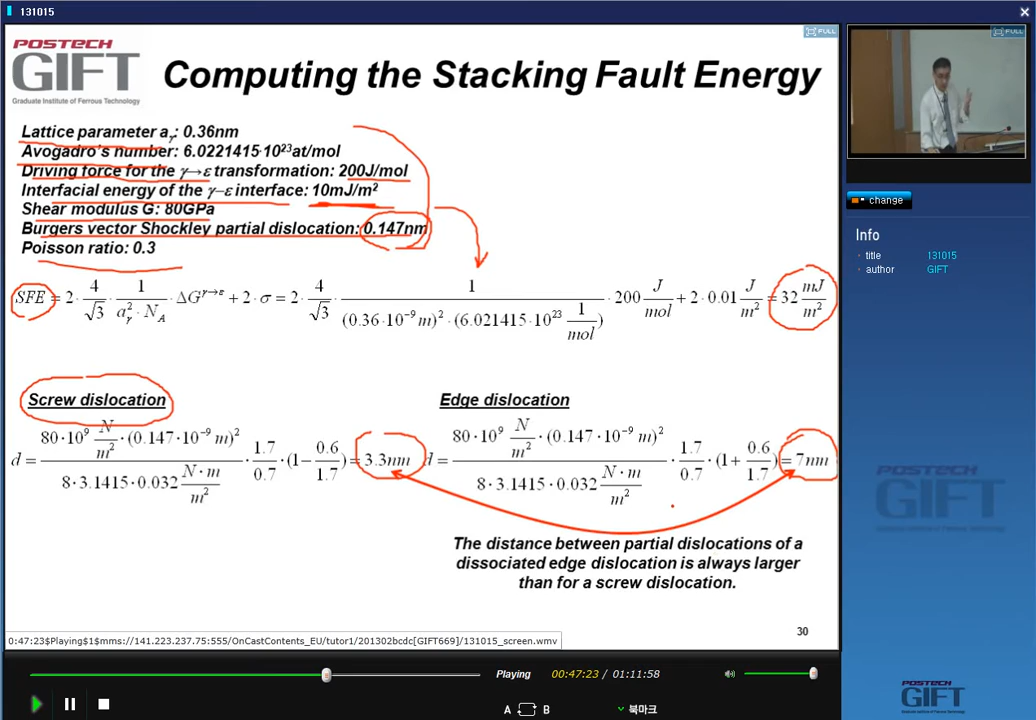 131015
POSTECH
GIFT
Graduate Institute of Ferrous Technology
Computing the Stacking Fault Energy
FULL
FULL
Lattice parameter aγ: 0.36nm
Avogadro's number: 6.0221415·10²³at/mol
Driving force for the γ→ε transformation: 200J/mol
Interfacial energy of the γ–ε interface: 10mJ/m²
Shear modulus G: 80GPa
Burgers vector Shockley partial dislocation: 0.147nm
Poisson ratio: 0.3
SFE = 2 · 4/√3 · 1/(aγ² · N_A) · ΔG^γ→ε + 2 · σ = 2 · 4/√3 · 1/((0.36·10⁻⁹ m)² · (6.021415·10²³ 1/mol)) · 200 J/mol + 2 · 0.01 J/m² = 32 mJ/m²
Screw dislocation
d = (80·10⁹ N/m² · (0.147·10⁻⁹ m)²)/(8·3.1415·0.032 N·m/m²) · 1.7/0.7 · (1 − 0.6/1.7) = 3.3nm
Edge dislocation
d = (80·10⁹ N/m² · (0.147·10⁻⁹ m)²)/(8·3.1415·0.032 N·m/m²) · 1.7/0.7 · (1 + 0.6/1.7) = 7nm
The distance between partial dislocations of a
dissociated edge dislocation is always larger
than for a screw dislocation.
30
0:47:23$Playing$1$mms://141.223.237.75:555/OnCastContents_EU/tutor1/201302bcdc[GIFT669]/131015_screen.wmv
Playing
00:47:23 / 01:11:58
A B
북마크
change
Info
title 131015
author GIFT
POSTECH
GIFT